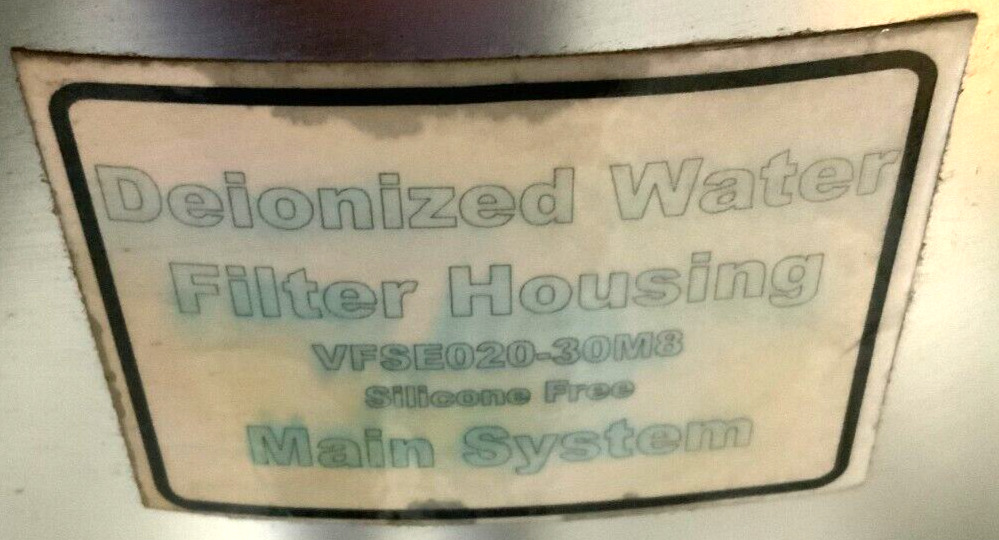 Deionized Water
Filter Housing
VFSE020-30M8
Silicone Free
Main System